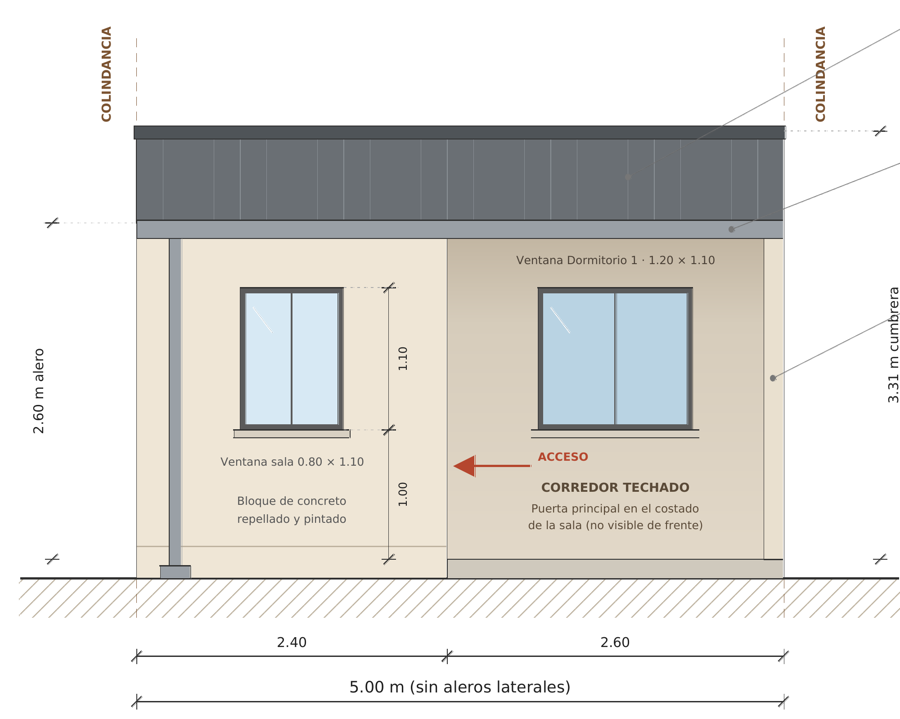 COLINDANCIA
COLINDANCIA
Ventana Dormitorio 1 · 1.20 × 1.10
1.10
2.60 m alero
3.31 m cumbrera
Ventana sala 0.80 × 1.10
ACCESO
CORREDOR TECHADO
Bloque de concreto
repellado y pintado
1.00
Puerta principal en el costado
de la sala (no visible de frente)
2.40
2.60
5.00 m (sin aleros laterales)